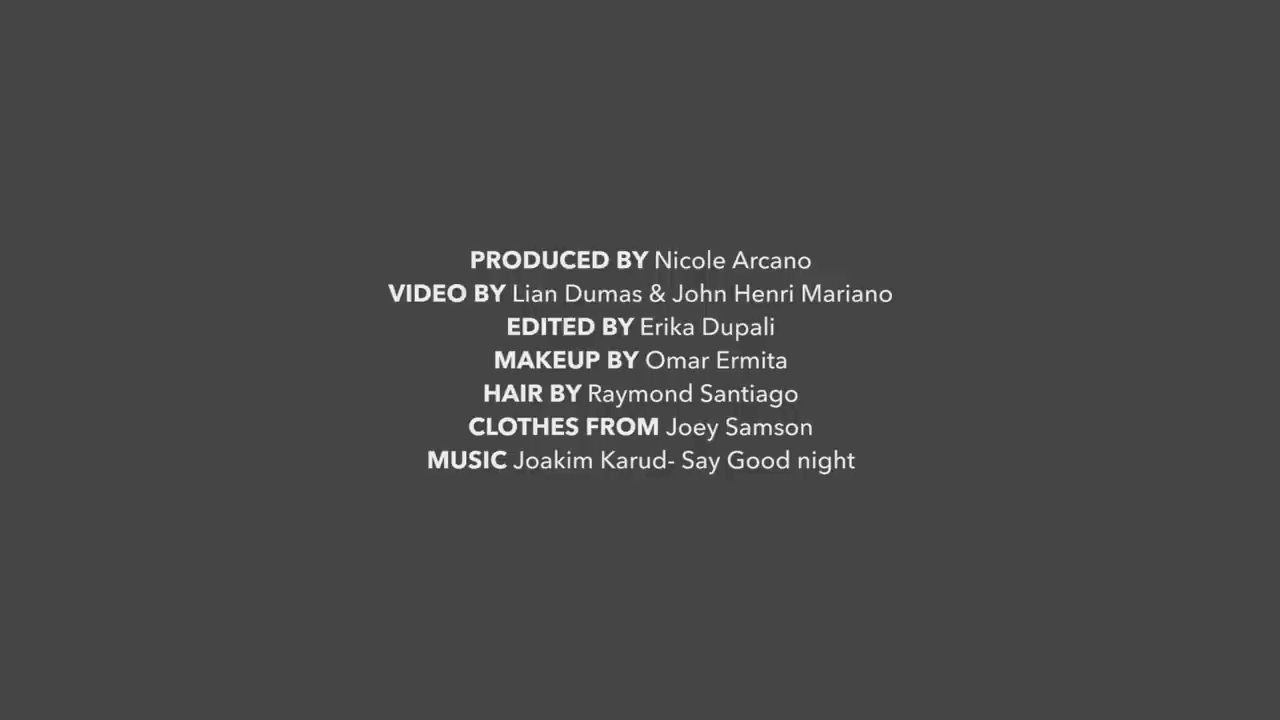 PRODUCED BY Nicole Arcano
VIDEO BY Lian Dumas & John Henri Mariano
EDITED BY Erika Dupali
MAKEUP BY Omar Ermita
HAIR BY Raymond Santiago
CLOTHES FROM Joey Samson
MUSIC Joakim Karud- Say Good night